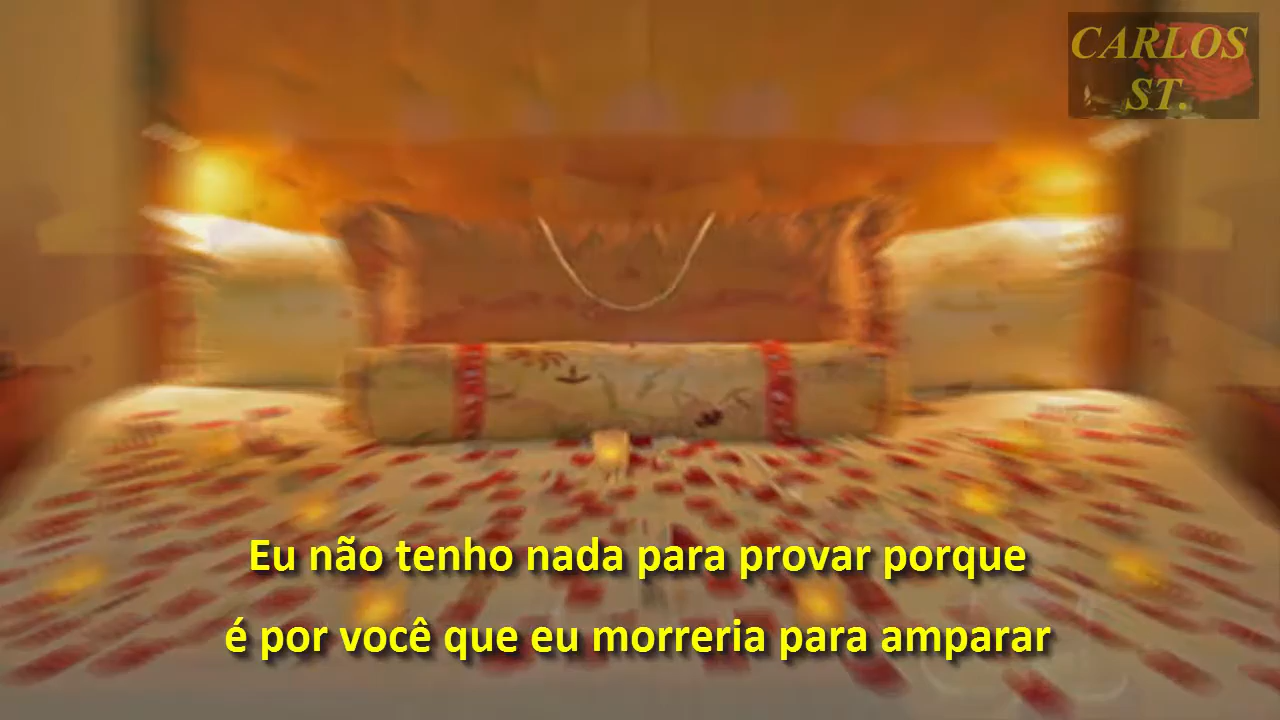 CARLOS
ST.
Eu não tenho nada para provar porque
é por você que eu morreria para amparar